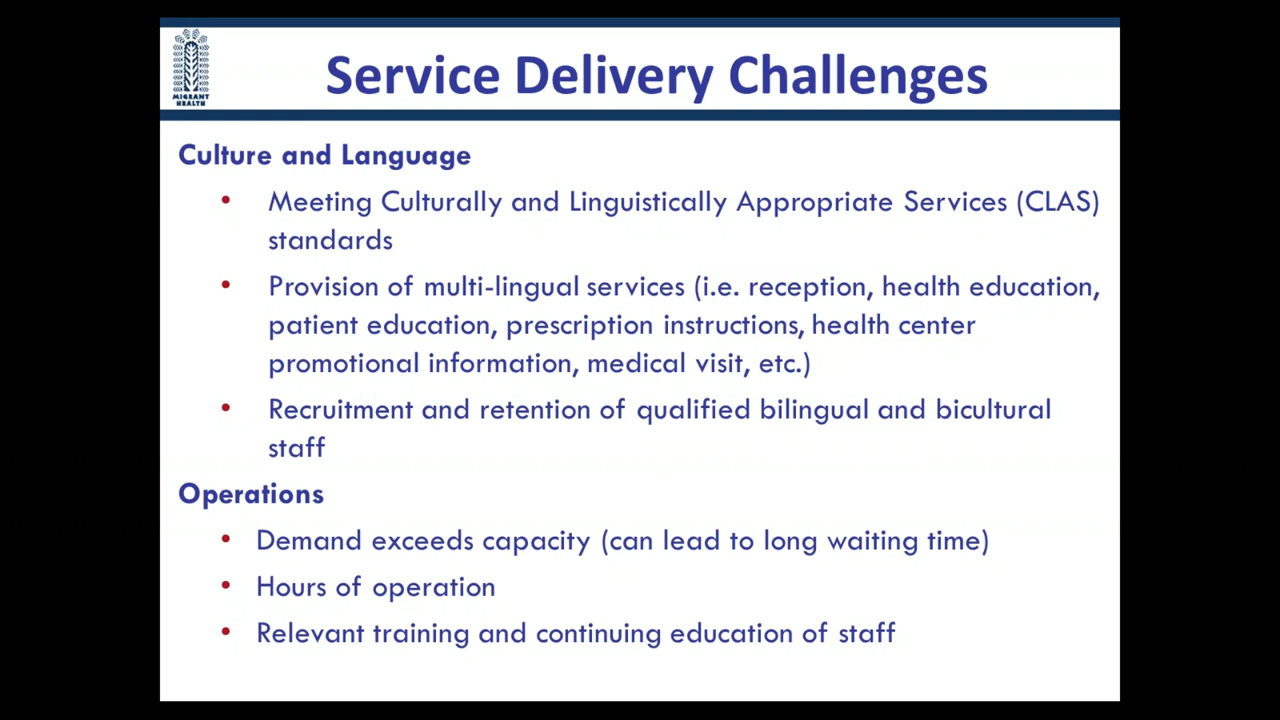 MIGRANT
HEALTH
Service Delivery Challenges
Culture and Language
• Meeting Culturally and Linguistically Appropriate Services (CLAS)
standards
• Provision of multi-lingual services (i.e. reception, health education,
patient education, prescription instructions, health center
promotional information, medical visit, etc.)
• Recruitment and retention of qualified bilingual and bicultural
staff
Operations
• Demand exceeds capacity (can lead to long waiting time)
• Hours of operation
• Relevant training and continuing education of staff